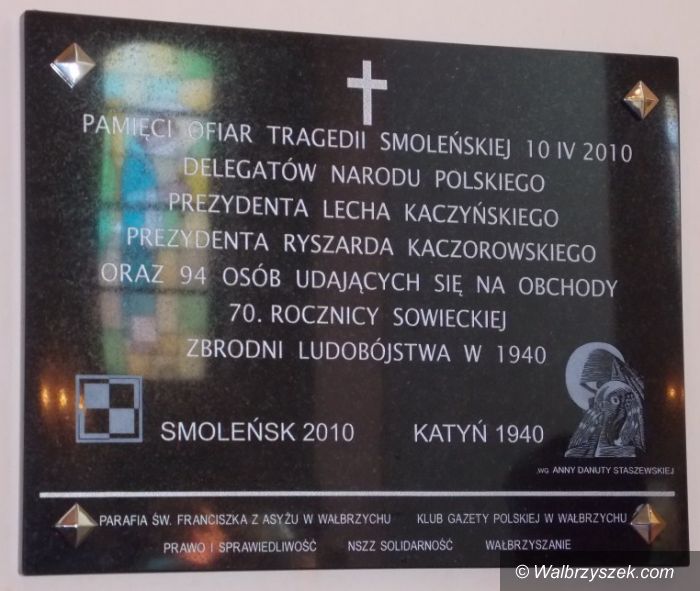 PAMIĘCI OFIAR TRAGEDII SMOLEŃSKIEJ 10 IV 2010
DELEGATÓW NARODU POLSKIEGO
PREZYDENTA LECHA KACZYŃSKIEGO
PREZYDENTA RYSZARDA KACZOROWSKIEGO
ORAZ 94 OSÓB UDAJĄCYCH SIĘ NA OBCHODY
70. ROCZNICY SOWIECKIEJ
ZBRODNI LUDOBÓJSTWA W 1940
SMOLEŃSK 2010 KATYŃ 1940
wg ANNY DANUTY STASZEWSKIEJ
PARAFIA ŚW. FRANCISZKA Z ASYŻU W WAŁBRZYCHU KLUB GAZETY POLSKIEJ W WAŁBRZYCHU
PRAWO I SPRAWIEDLIWOŚĆ NSZZ SOLIDARNOŚĆ WAŁBRZYSZANIE
© Walbrzyszek.com